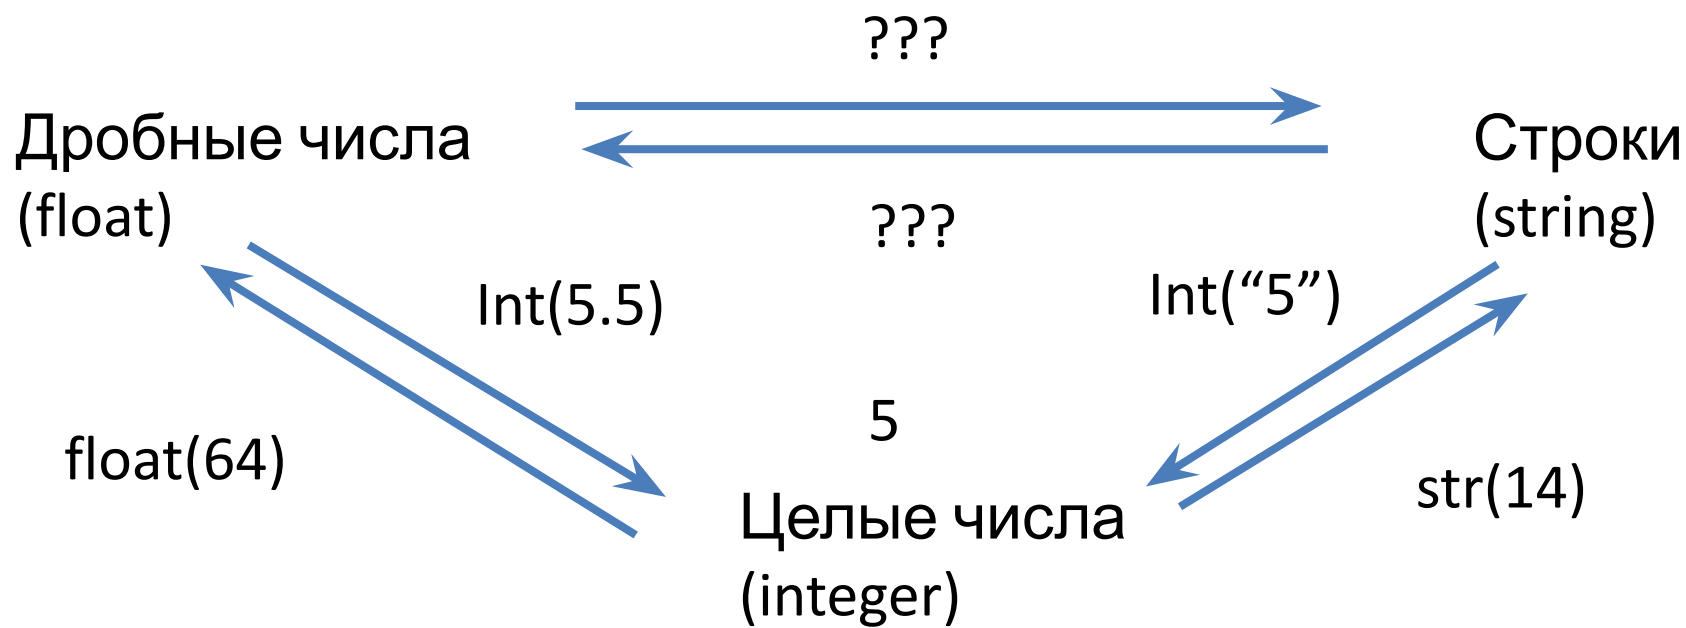 ???
Дробные числа
(float)
Строки
(string)
???
Int(5.5)
Int(“5”)
5
float(64)
str(14)
Целые числа
(integer)